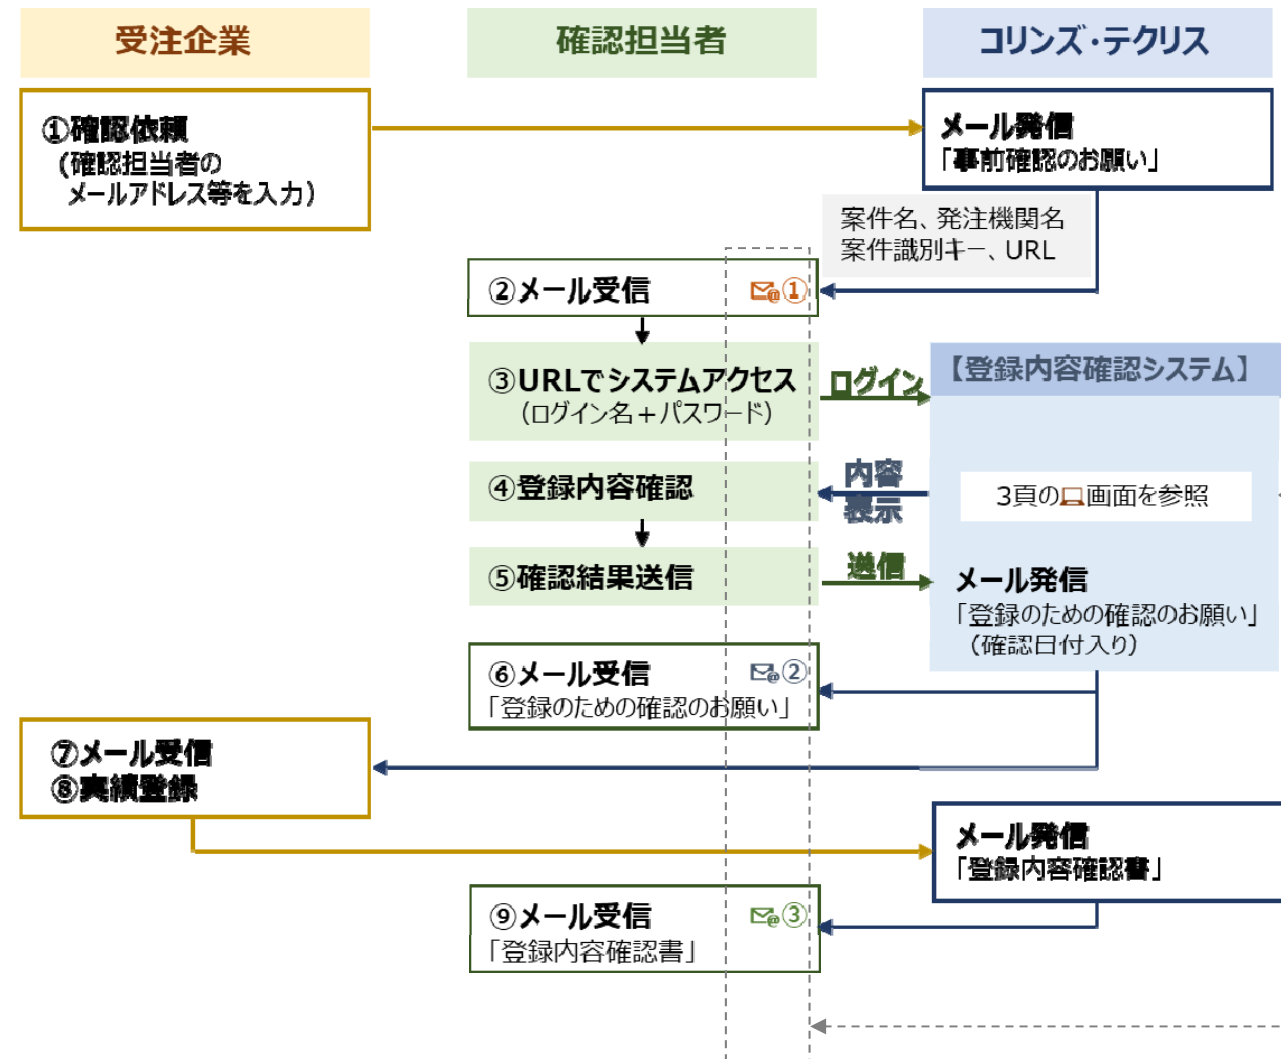 受注企業
確認担当者
コリンズ・テクリス
①確認依頼
(確認担当者の
メールアドレス等を入力)
メール発信
「事前確認のお願い」
案件名、発注機関名
案件識別キー、URL
②メール受信
①
③URLでシステムアクセス
(ログイン名+パスワード)
ログイン
【登録内容確認システム】
④登録内容確認
内容
表示
3頁の画面を参照
⑤確認結果送信
送信
メール発信
「登録のための確認のお願い」
(確認日付入り)
⑥メール受信
②
「登録のための確認のお願い」
⑦メール受信
⑧実績登録
メール発信
「登録内容確認書」
⑨メール受信
③
「登録内容確認書」